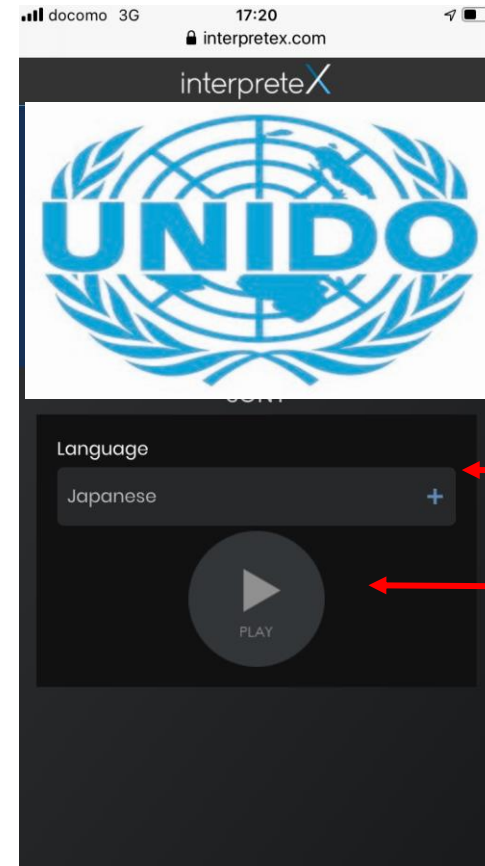 docomo 3G 17:20
interpretex.com
interpreteX
UNIDO
Language
Japanese +
PLAY